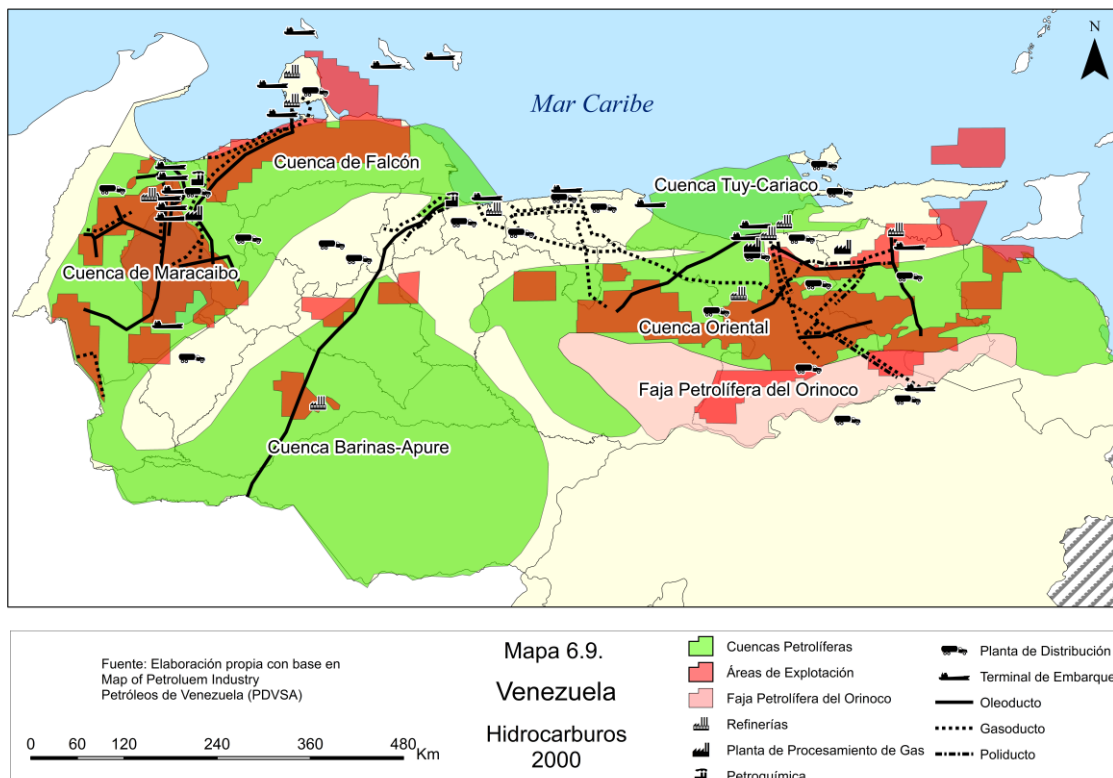 N
Mar Caribe
Cuenca de Falcón
Cuenca Tuy-Cariaco
Cuenca de Maracaibo
Cuenca Oriental
Faja Petrolífera del Orinoco
Cuenca Barinas-Apure
Fuente: Elaboración propia con base en
Map of Petroluem Industry
Petróleos de Venezuela (PDVSA)
0 60 120 240 360 480 Km
Mapa 6.9.
Venezuela
Hidrocarburos
2000
Cuencas Petrolíferas
Áreas de Explotación
Faja Petrolífera del Orinoco
Refinerías
Planta de Procesamiento de Gas
Petroquímica
Planta de Distribución
Terminal de Embarque
Oleoducto
Gasoducto
Poliducto